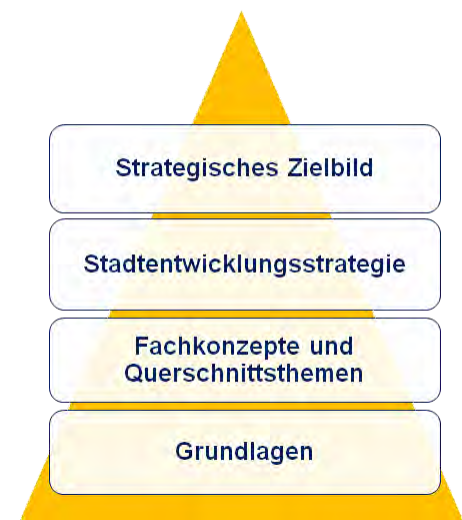 Strategisches Zielbild
Stadtentwicklungsstrategie
Fachkonzepte und
Querschnittsthemen
Grundlagen